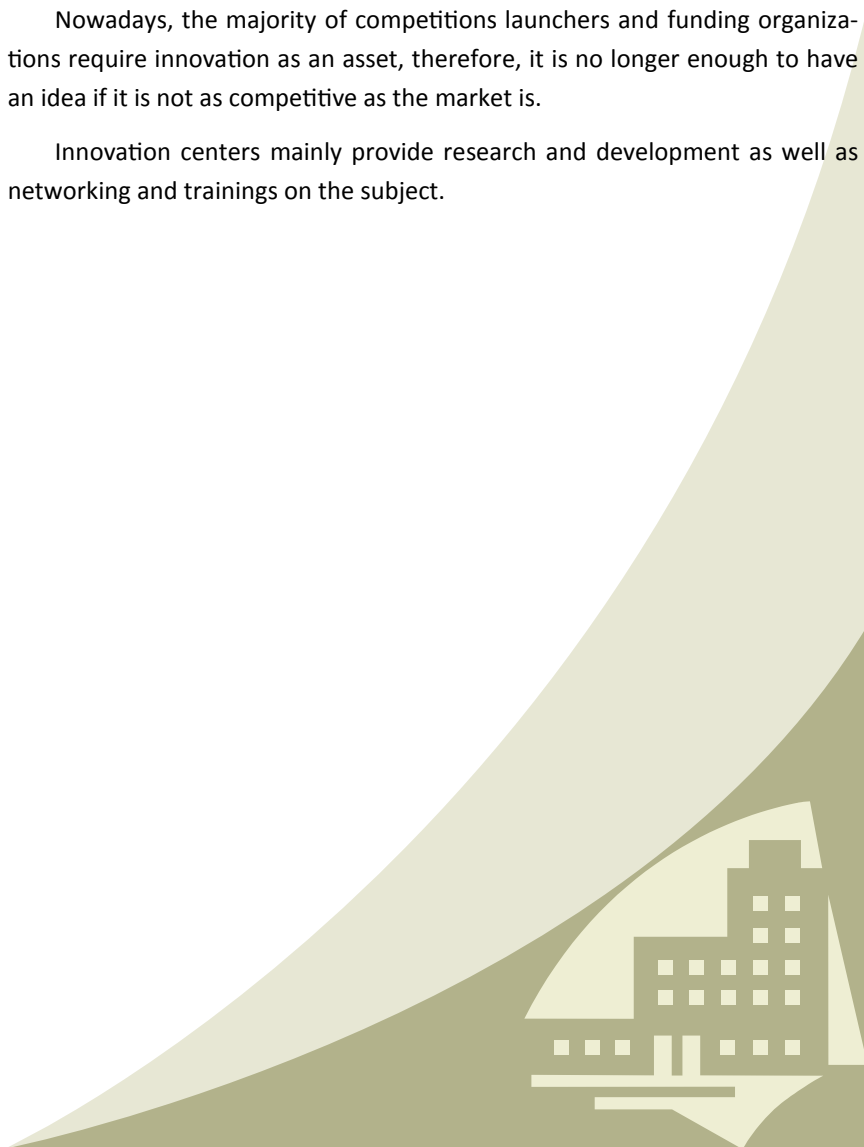 Nowadays, the majority of competitions launchers and funding organiza-
tions require innovation as an asset, therefore, it is no longer enough to have
an idea if it is not as competitive as the market is.
Innovation centers mainly provide research and development as well as
networking and trainings on the subject.